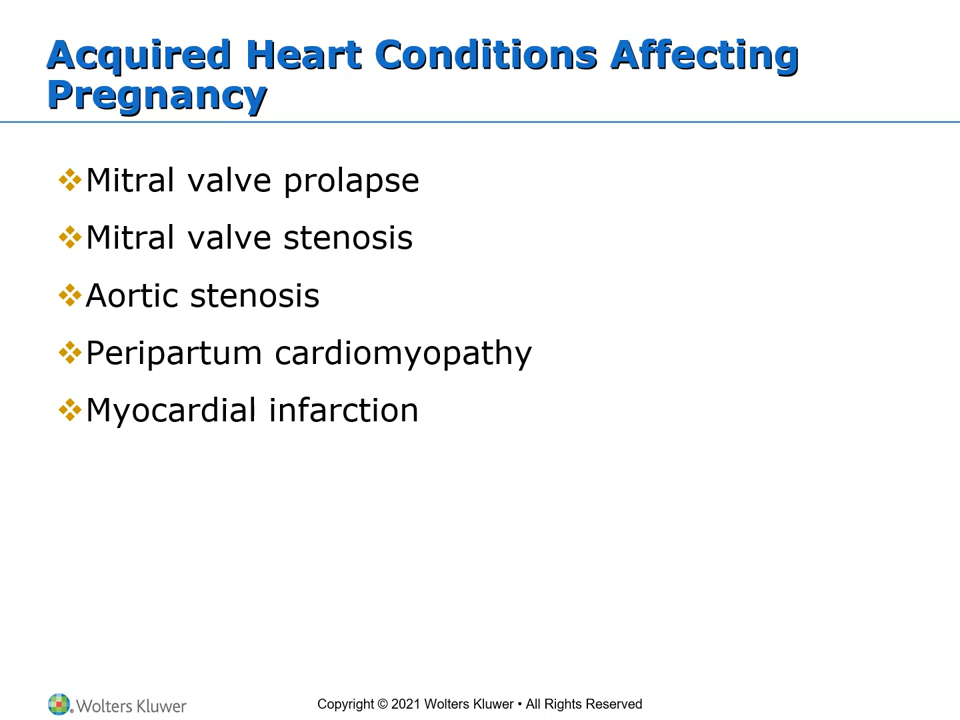 Acquired Heart Conditions Affecting
Pregnancy
Mitral valve prolapse
Mitral valve stenosis
Aortic stenosis
Peripartum cardiomyopathy
Myocardial infarction
Wolters Kluwer
Copyright © 2021 Wolters Kluwer • All Rights Reserved